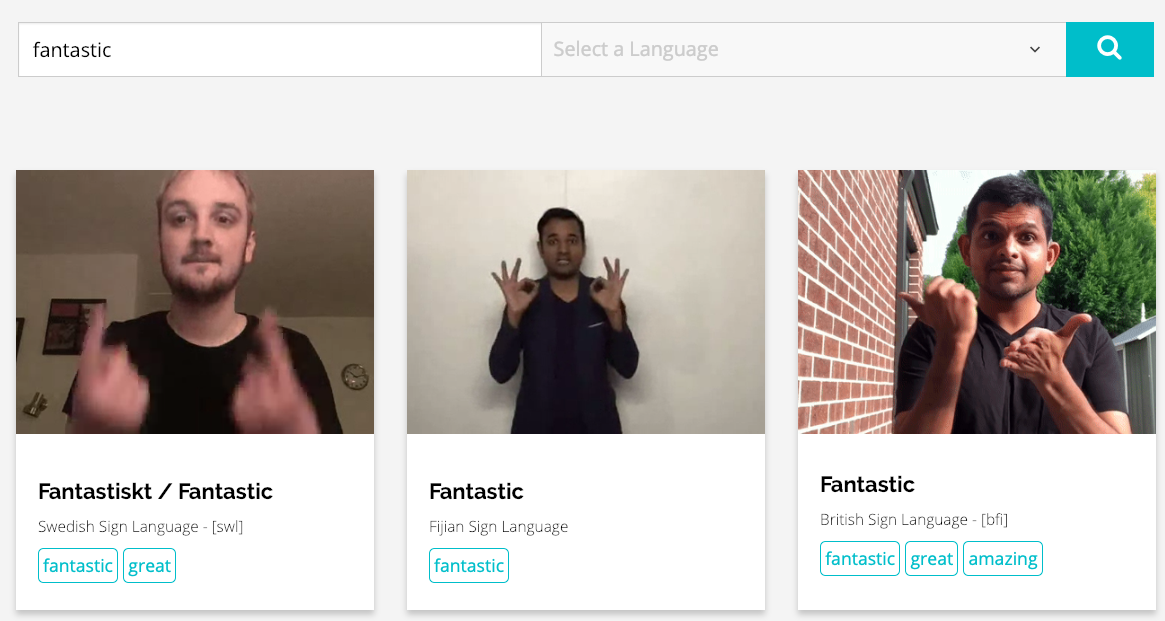 fantastic
Select a Language
Fantastiskt / Fantastic
Swedish Sign Language - [swl]
fantastic great
Fantastic
Fijian Sign Language
fantastic
Fantastic
British Sign Language - [bfi]
fantastic great amazing